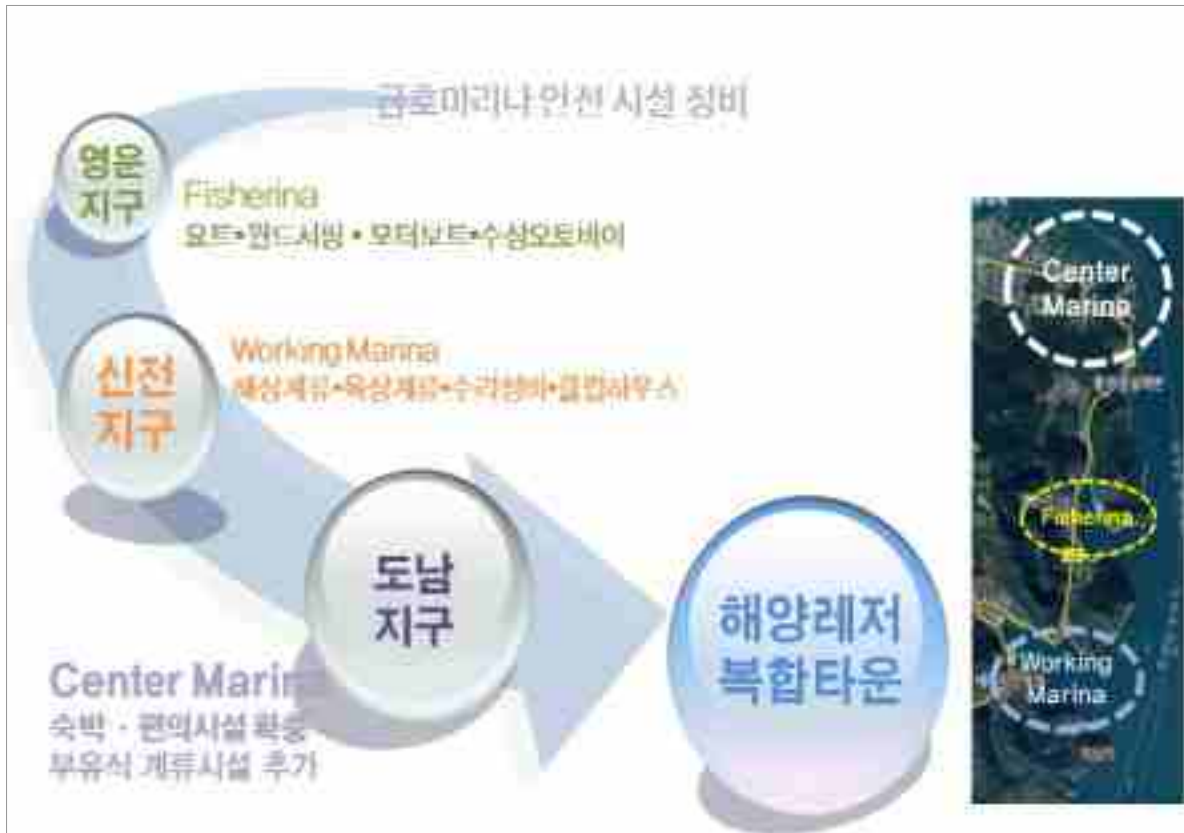 금호마리나 안전 시설 정비
영운
지구
Fisherina
요트•윈드서핑•모터보트•수상오토바이
신전
지구
Working Marina
해상계류•육상계류•수리정비•클럽하우스
도남
지구
Center Marina
숙박 · 편의시설 확충
부유식 계류시설 추가
해양레저
복합타운
Center
Marina
Fisherina
Working
Marina